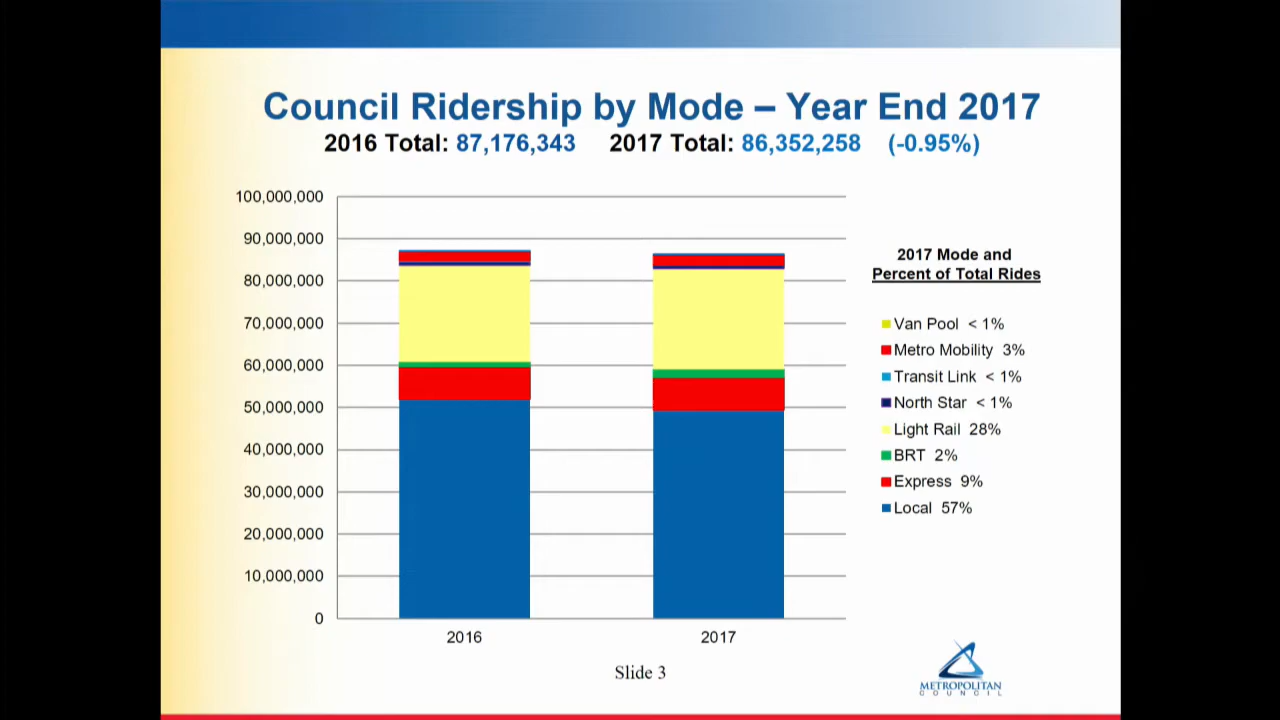 Council Ridership by Mode – Year End 2017
2016 Total: 87,176,343 2017 Total: 86,352,258 (-0.95%)
100,000,000
90,000,000
80,000,000
70,000,000
60,000,000
50,000,000
40,000,000
30,000,000
20,000,000
10,000,000
0
2016
2017
2017 Mode and
Percent of Total Rides
Van Pool < 1%
Metro Mobility 3%
Transit Link < 1%
North Star < 1%
Light Rail 28%
BRT 2%
Express 9%
Local 57%
Slide 3
METROPOLITAN
COUNCIL